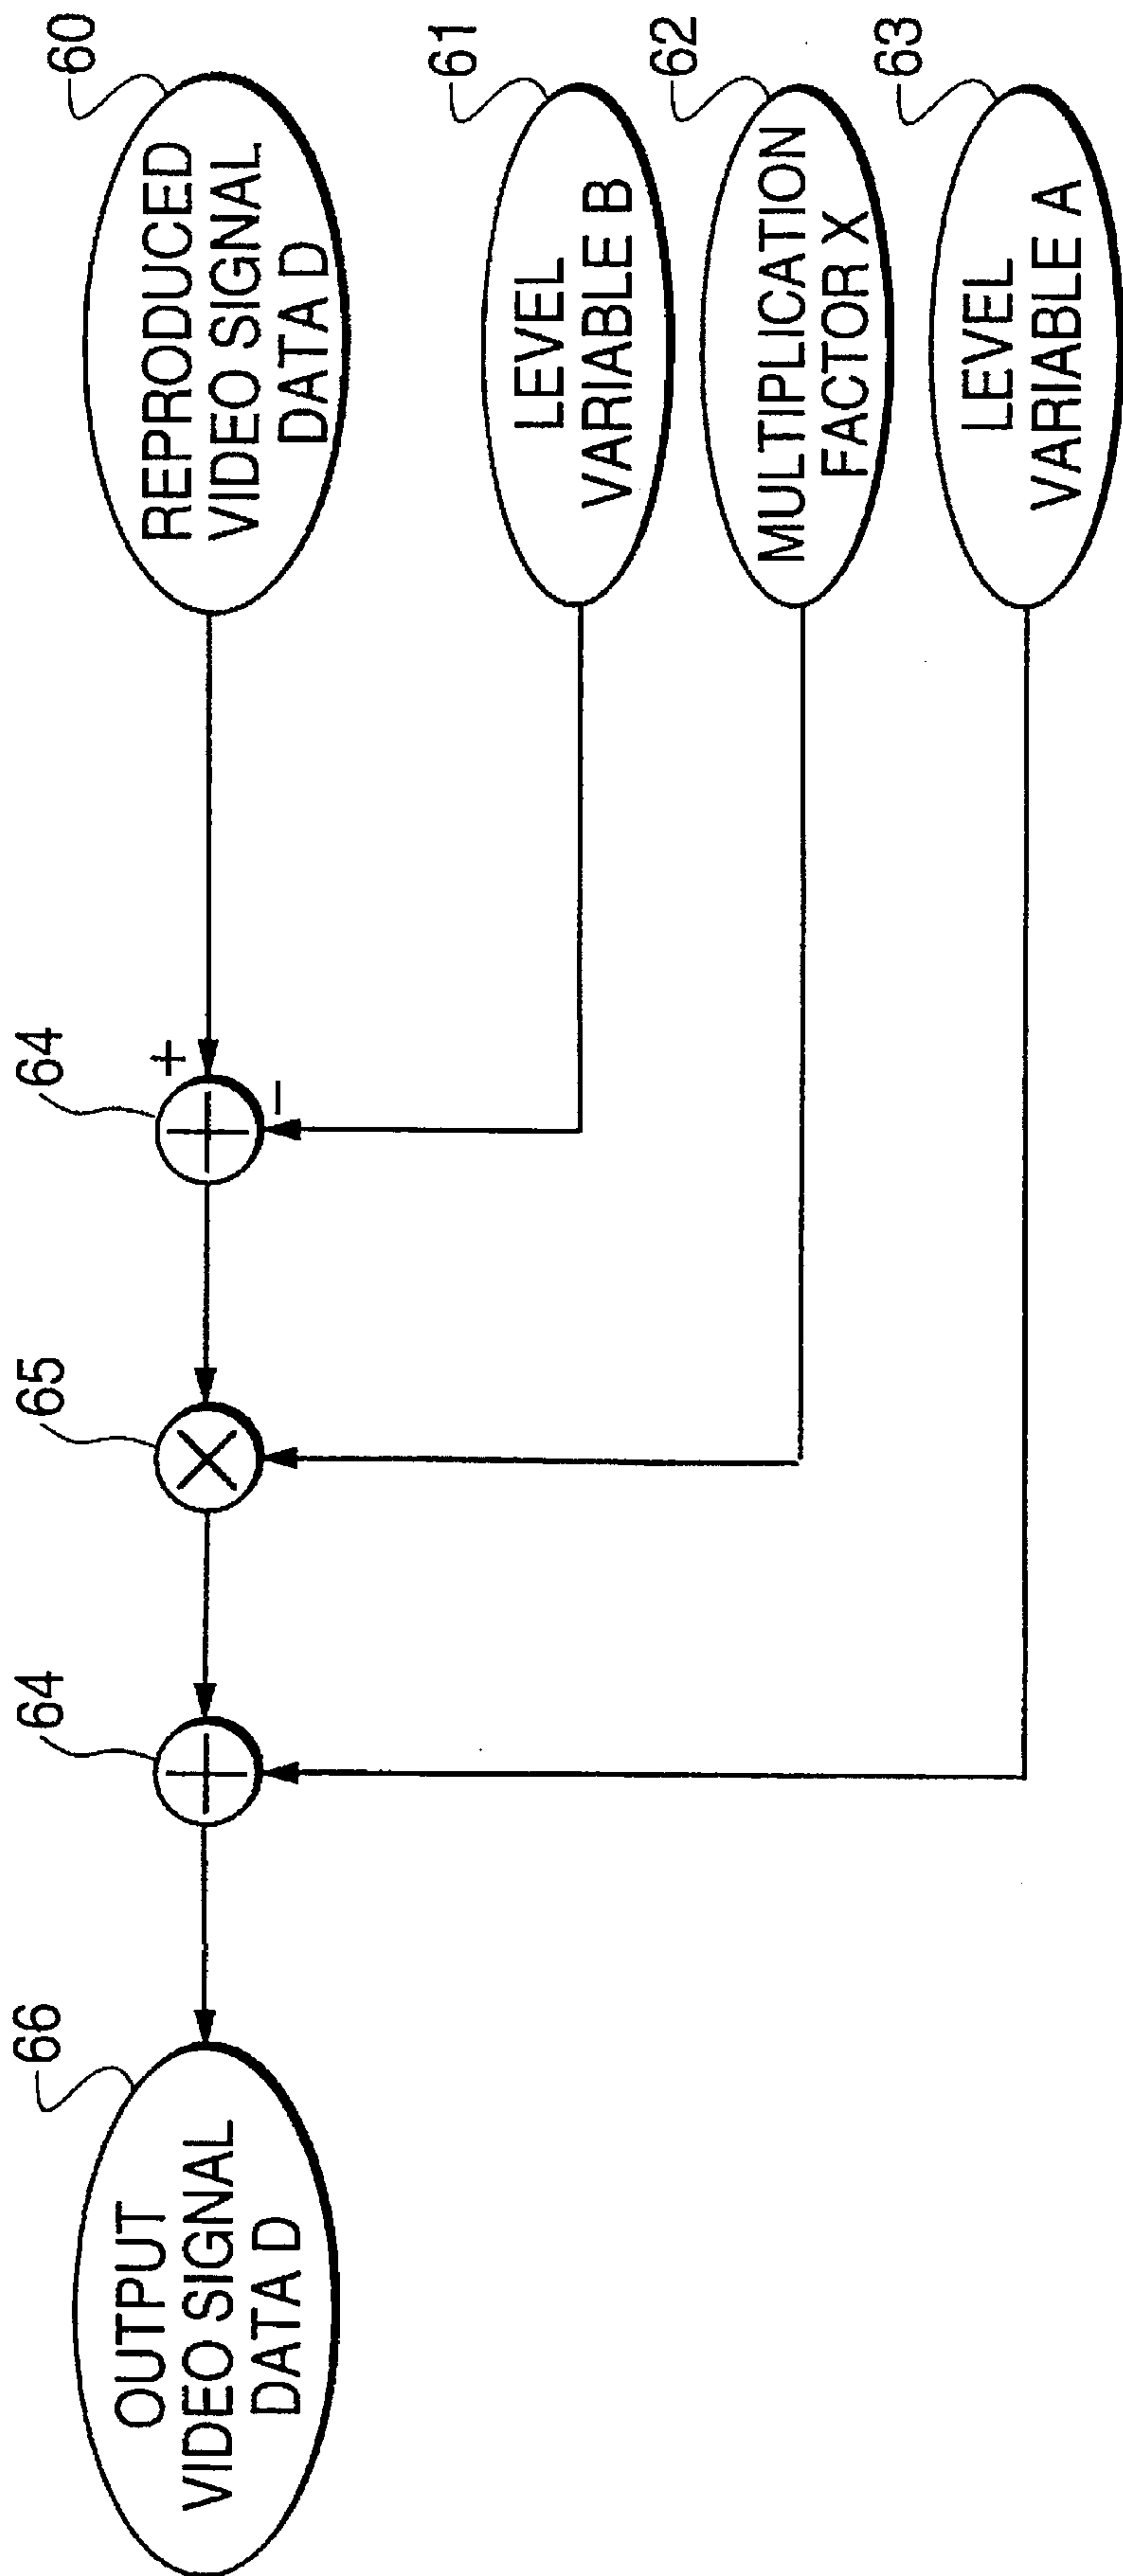 60
REPRODUCED
VIDEO SIGNAL
DATA D
61
LEVEL
VARIABLE B
62
MULTIPLICATION
FACTOR X
63
LEVEL
VARIABLE A
64
+
−
65
64
66
OUTPUT
VIDEO SIGNAL
DATA D